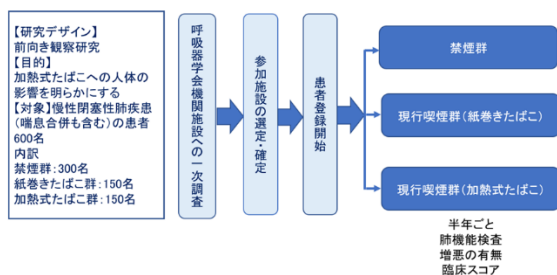 【研究デザイン】
前向き観察研究
【目的】
加熱式たばこへの人体の
影響を明らかにする
【対象】慢性閉塞性肺疾患
(喘息合併も含む)の患者
600名
内訳
禁煙群:300名
紙巻きたばこ群:150名
加熱式たばこ群:150名
呼吸器学会機関施設への一次調査
参加施設の選定・確定
患者登録開始
禁煙群
現行喫煙群(紙巻きたばこ)
現行喫煙群(加熱式たばこ)
半年ごと
肺機能検査
増悪の有無
臨床スコア